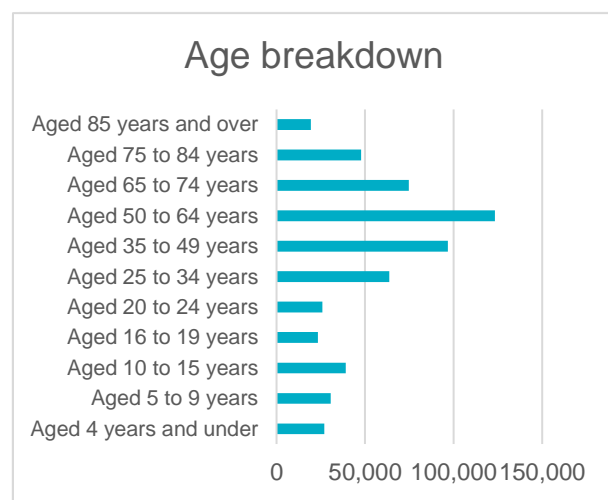 Age breakdown
Aged 85 years and over
Aged 75 to 84 years
Aged 65 to 74 years
Aged 50 to 64 years
Aged 35 to 49 years
Aged 25 to 34 years
Aged 20 to 24 years
Aged 16 to 19 years
Aged 10 to 15 years
Aged 5 to 9 years
Aged 4 years and under
0 50,000 100,000 150,000